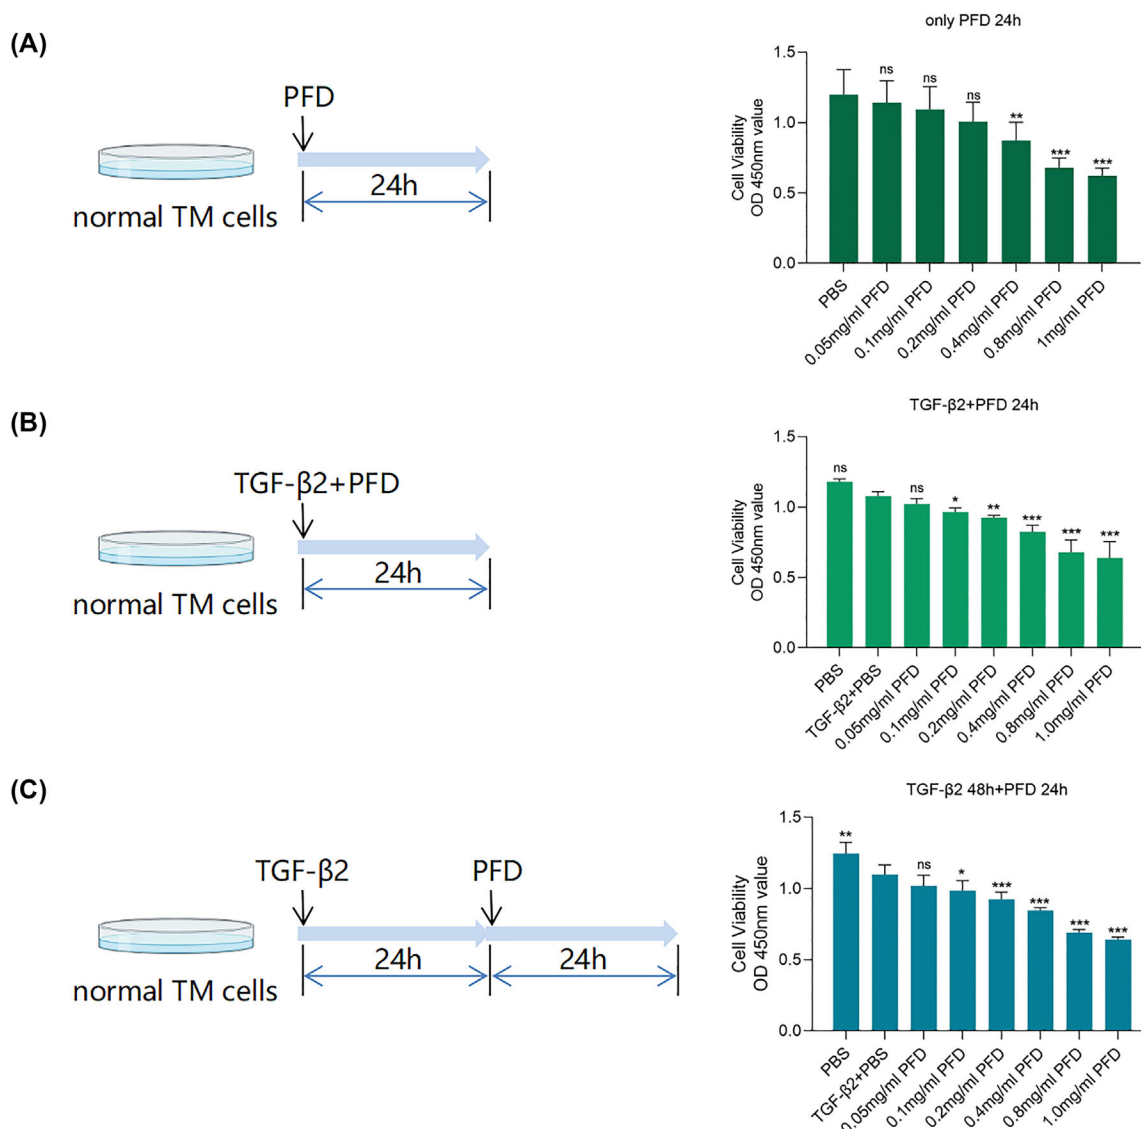 (A)
PFD
24h
normal TM cells
only PFD 24h
Cell Viability
OD 450nm value
1.5
1.0
0.5
0.0
ns
ns
ns
**
***
***
PBS
0.05mg/ml PFD
0.1mg/ml PFD
0.2mg/ml PFD
0.4mg/ml PFD
0.8mg/ml PFD
1mg/ml PFD
(B)
TGF-β2+PFD
24h
normal TM cells
TGF-β2+PFD 24h
Cell Viability
OD 450nm value
1.5
1.0
0.5
0.0
ns
ns
*
**
***
***
***
PBS
TGF-β2+PBS
0.05mg/ml PFD
0.1mg/ml PFD
0.2mg/ml PFD
0.4mg/ml PFD
0.8mg/ml PFD
1.0mg/ml PFD
(C)
TGF-β2
PFD
24h
24h
normal TM cells
TGF-β2 48h+PFD 24h
Cell Viability
OD 450nm value
1.5
1.0
0.5
0.0
**
ns
*
***
***
***
***
PBS
TGF-β2+PBS
0.05mg/ml PFD
0.1mg/ml PFD
0.2mg/ml PFD
0.4mg/ml PFD
0.8mg/ml PFD
1.0mg/ml PFD